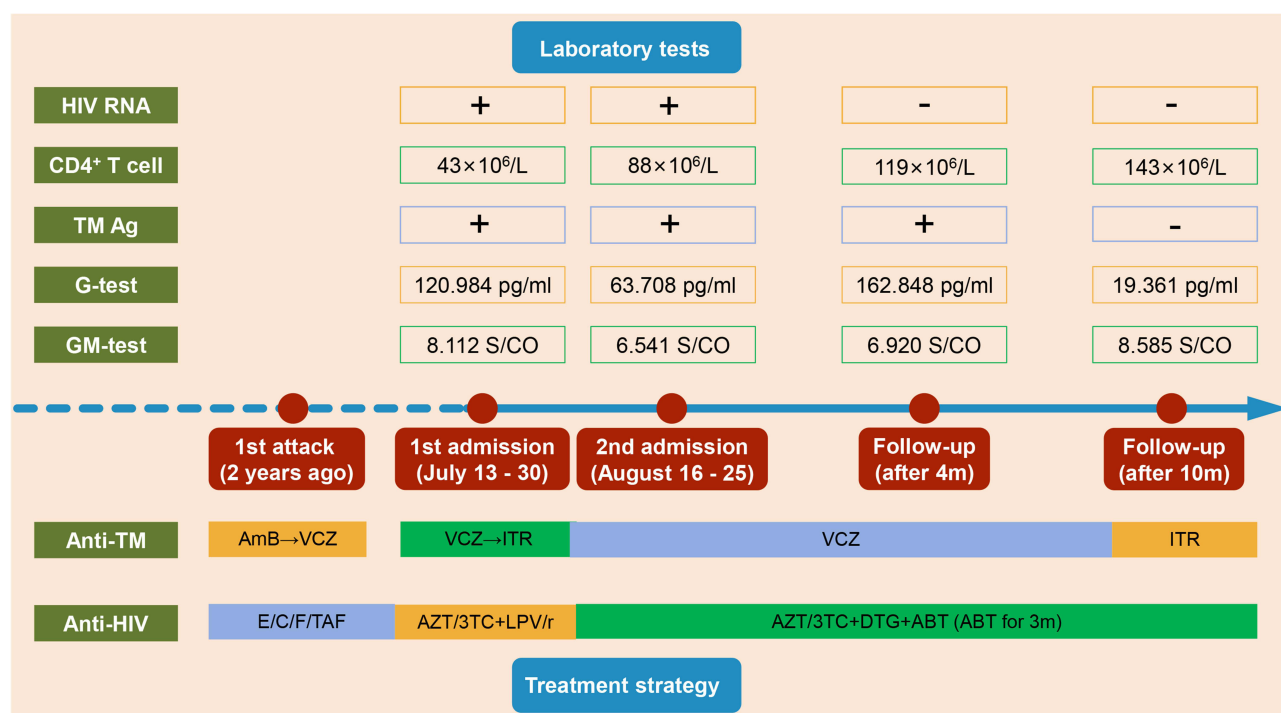 Laboratory tests
HIV RNA + + - -
CD4⁺ T cell 43×10⁶/L 88×10⁶/L 119×10⁶/L 143×10⁶/L
TM Ag + + + -
G-test 120.984 pg/ml 63.708 pg/ml 162.848 pg/ml 19.361 pg/ml
GM-test 8.112 S/CO 6.541 S/CO 6.920 S/CO 8.585 S/CO
1st attack 1st admission 2nd admission Follow-up Follow-up
(2 years ago) (July 13 - 30) (August 16 - 25) (after 4m) (after 10m)
Anti-TM AmB→VCZ VCZ→ITR VCZ ITR
Anti-HIV E/C/F/TAF AZT/3TC+LPV/r AZT/3TC+DTG+ABT (ABT for 3m)
Treatment strategy